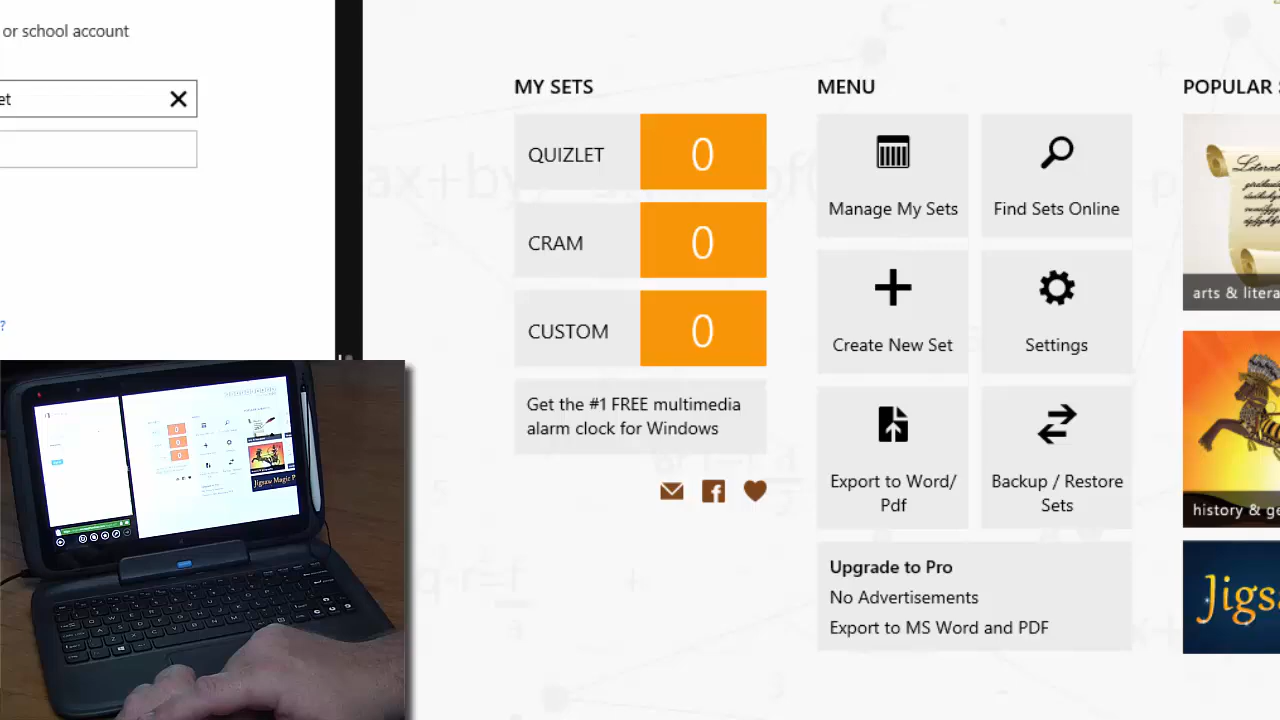 or school account
et
?
MY SETS
QUIZLET 0
CRAM 0
CUSTOM 0
Get the #1 FREE multimedia
alarm clock for Windows
MENU
Manage My Sets
Find Sets Online
Create New Set
Settings
Export to Word/
Pdf
Backup / Restore
Sets
Upgrade to Pro
No Advertisements
Export to MS Word and PDF
POPULAR S
arts & litera
history & ge
Jigs
Jigsaw Magic P